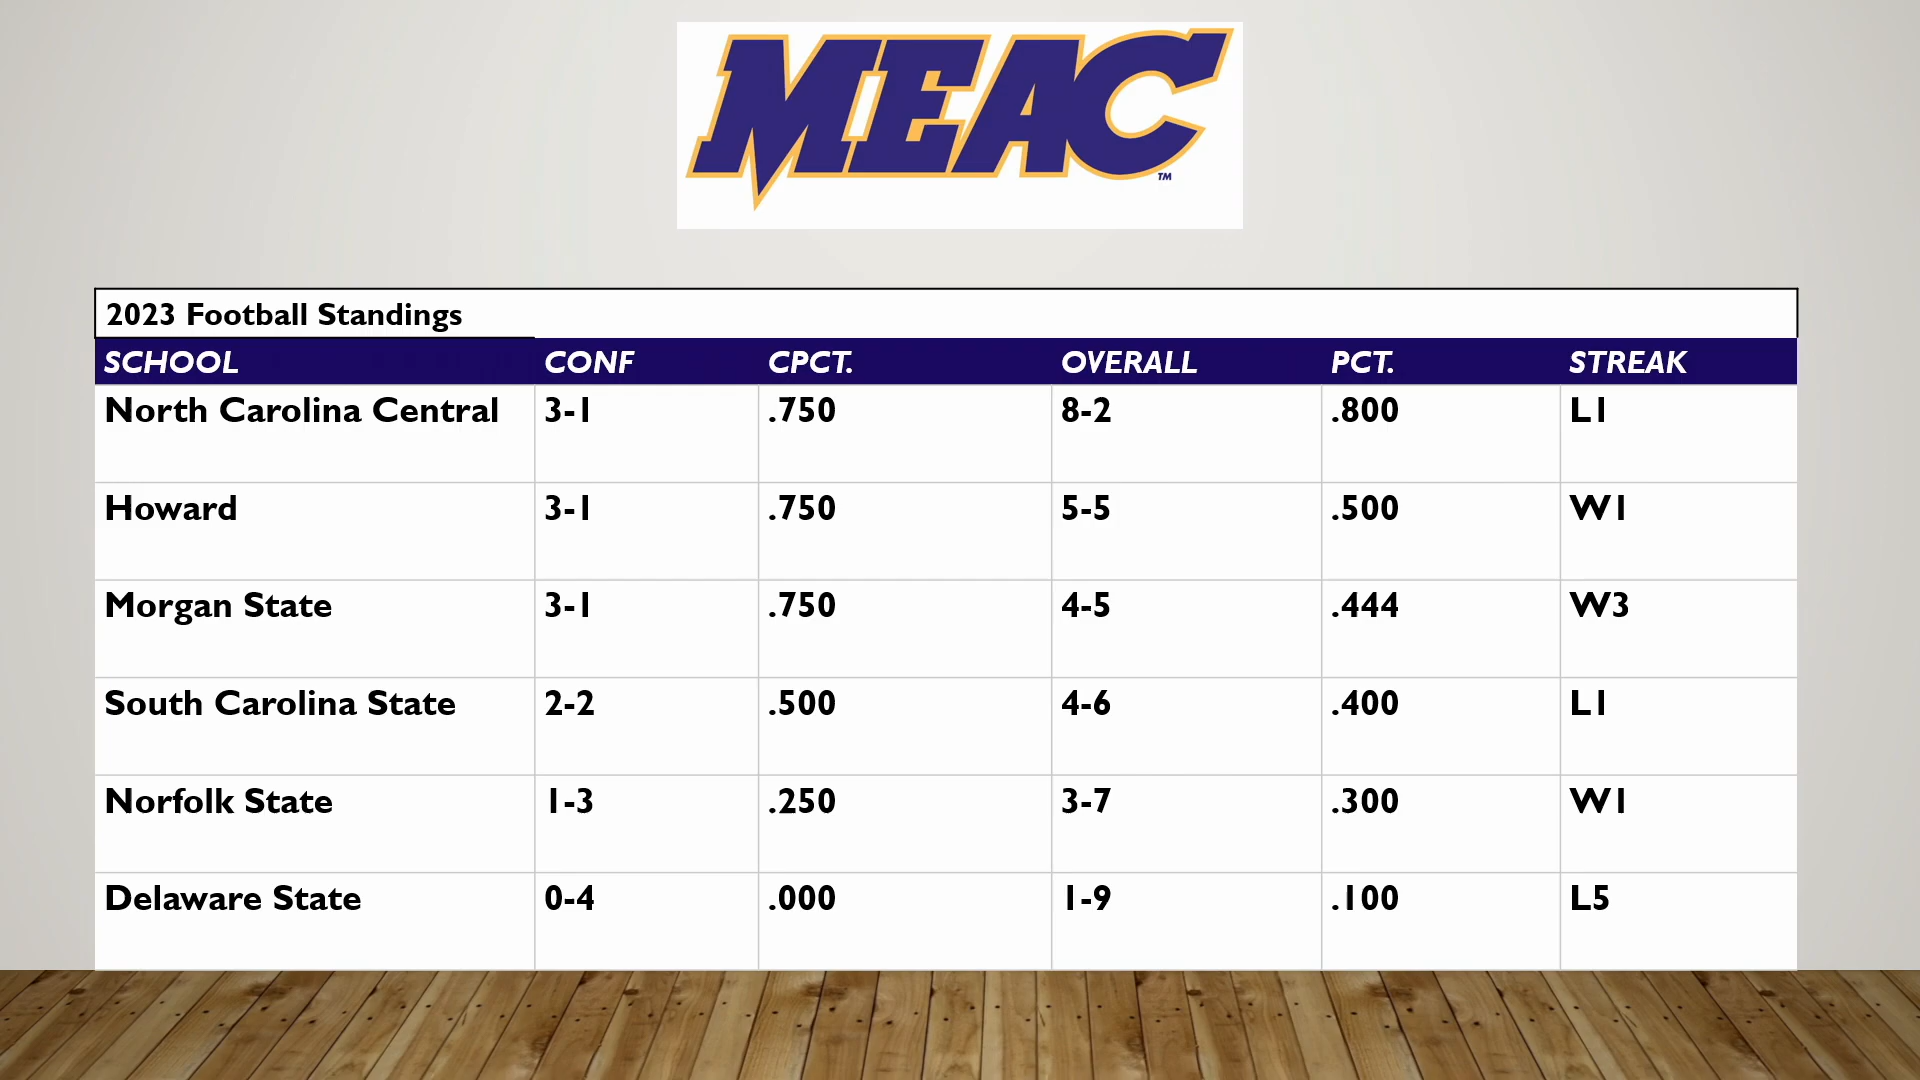 MEAC
TM
2023 Football Standings
SCHOOL CONF CPCT. OVERALL PCT. STREAK
North Carolina Central 3-1 .750 8-2 .800 L1
Howard 3-1 .750 5-5 .500 W1
Morgan State 3-1 .750 4-5 .444 W3
South Carolina State 2-2 .500 4-6 .400 L1
Norfolk State 1-3 .250 3-7 .300 W1
Delaware State 0-4 .000 1-9 .100 L5